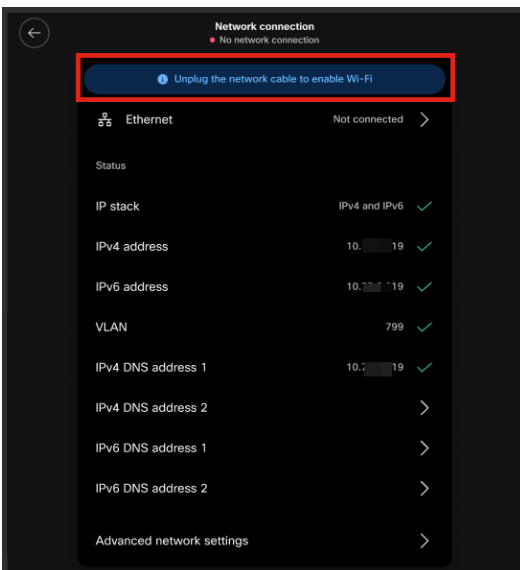 Network connection
No network connection
Unplug the network cable to enable Wi-Fi
Ethernet Not connected
Status
IP stack IPv4 and IPv6
IPv4 address 10. 19
IPv6 address 10. 19
VLAN 799
IPv4 DNS address 1 10. 19
IPv4 DNS address 2
IPv6 DNS address 1
IPv6 DNS address 2
Advanced network settings